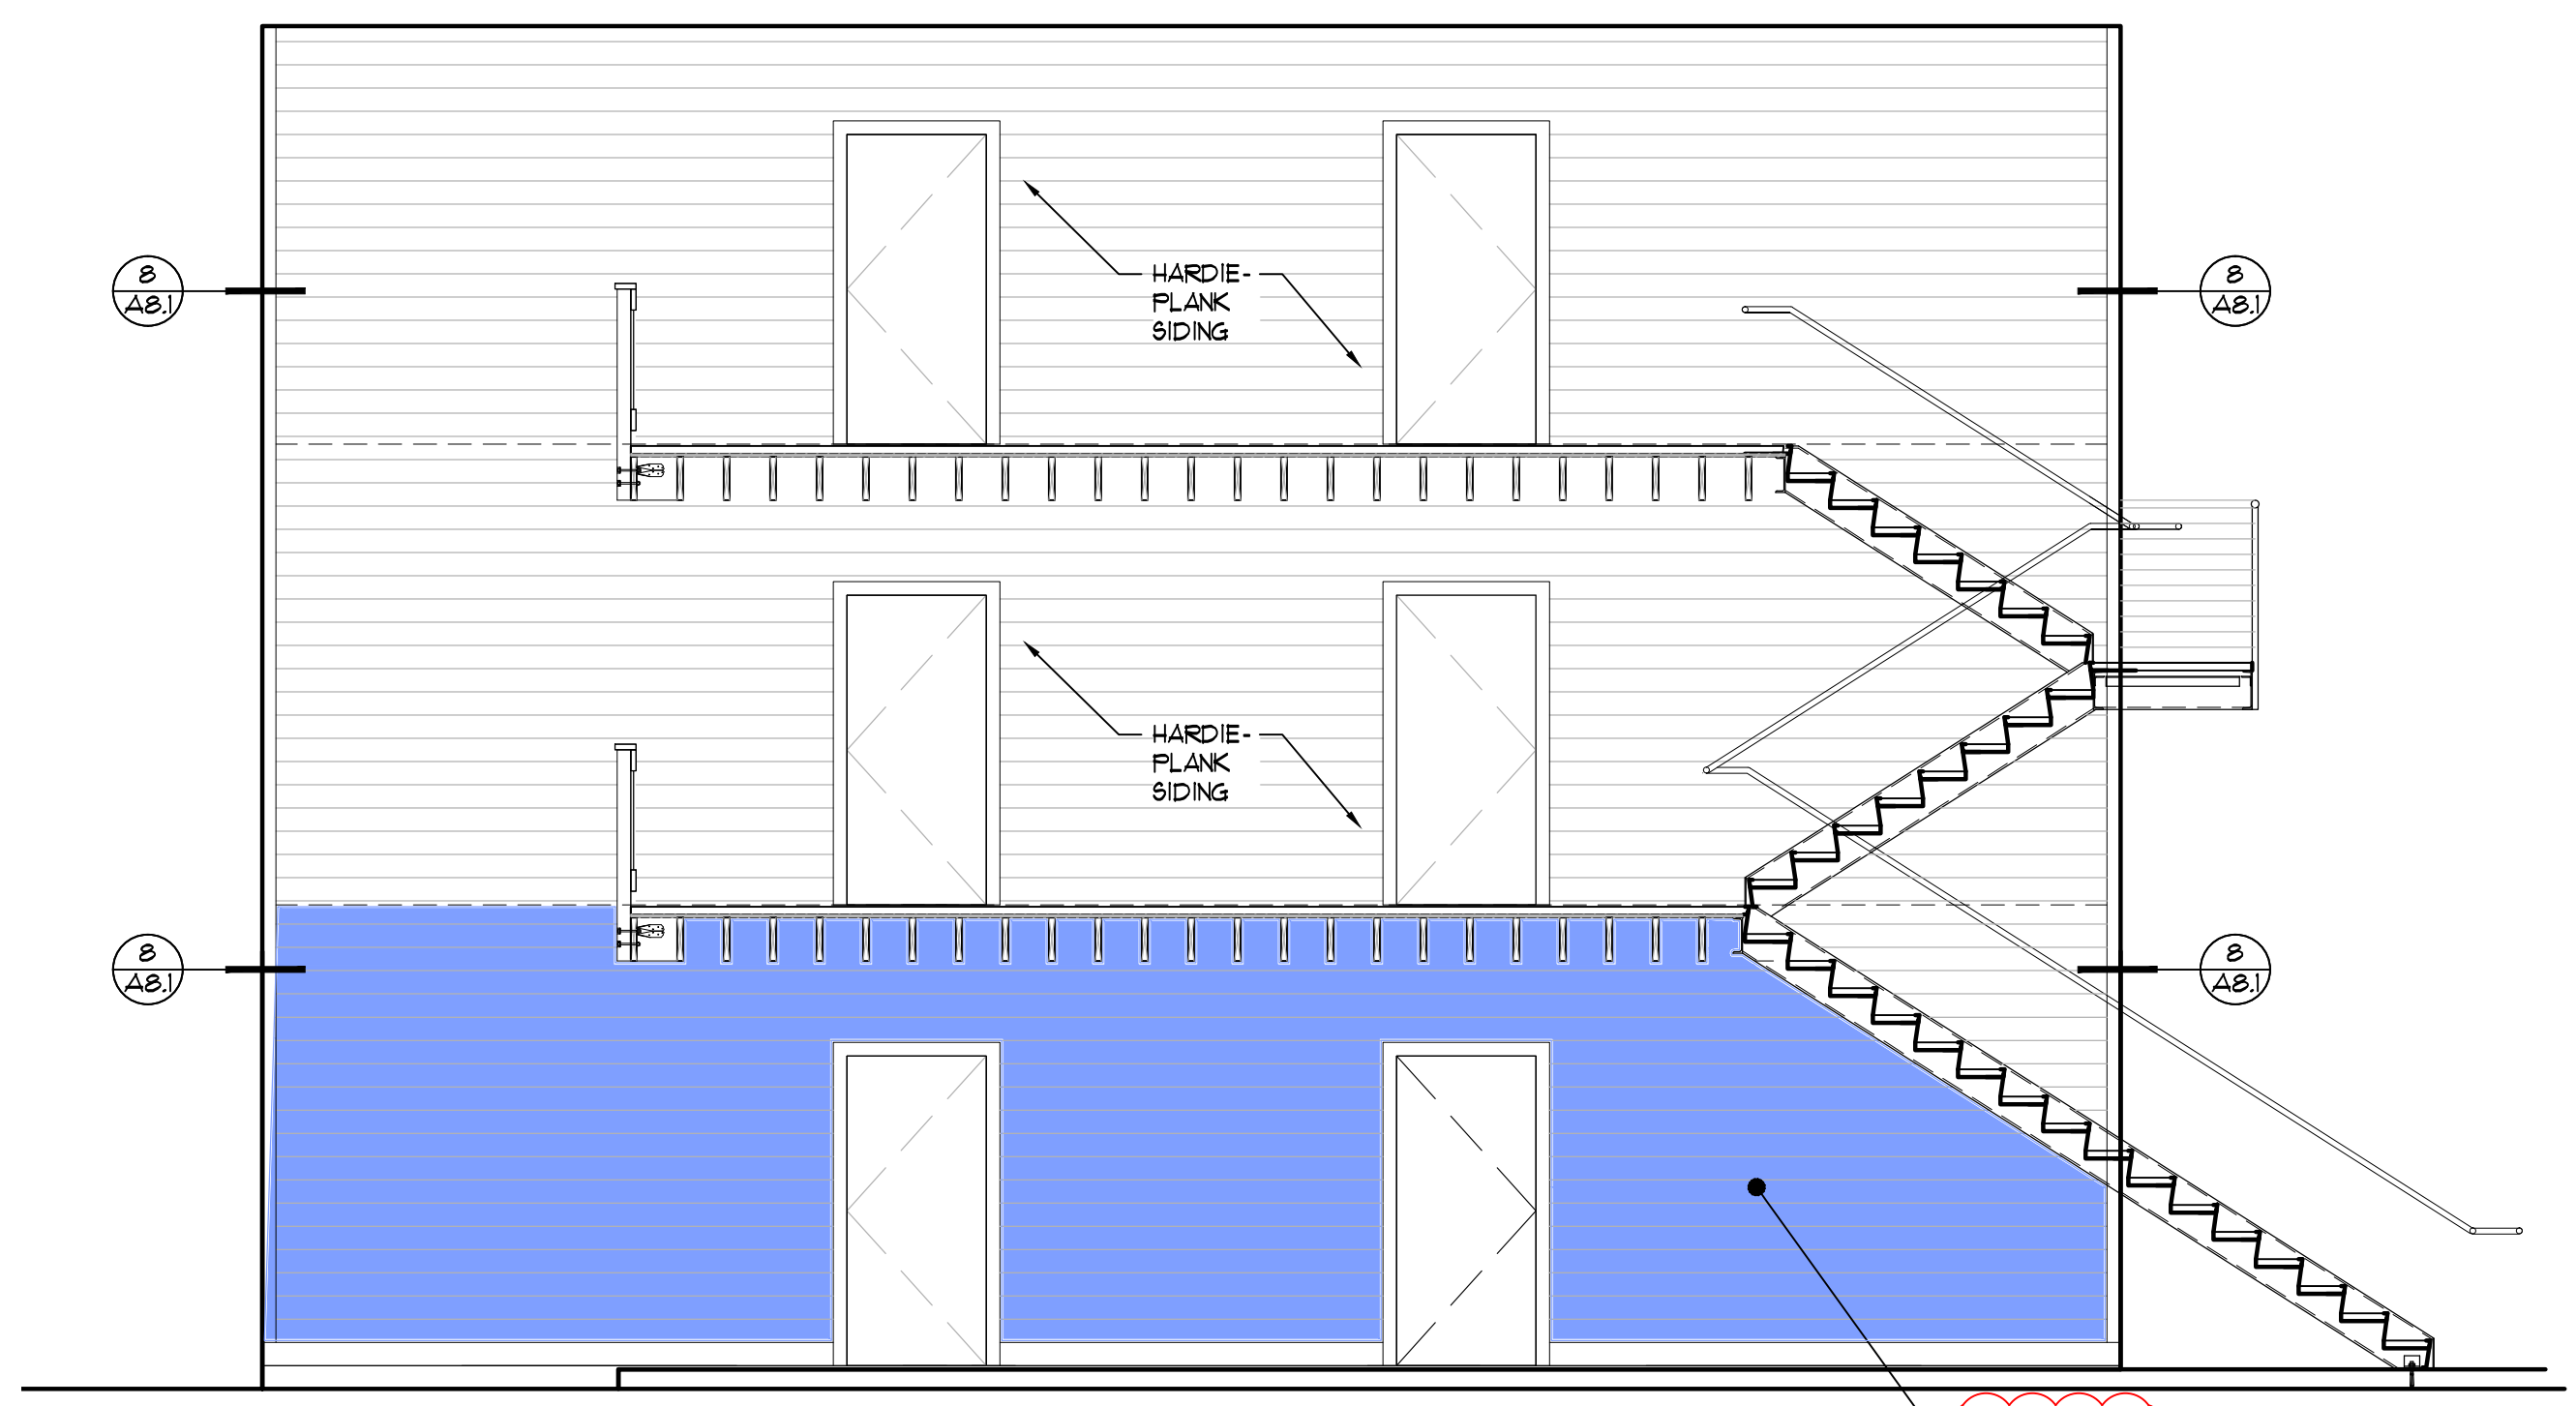 HARDIE-
PLANK
SIDING
8
A8.1
8
A8.1
HARDIE-
PLANK
SIDING
8
A8.1
8
A8.1